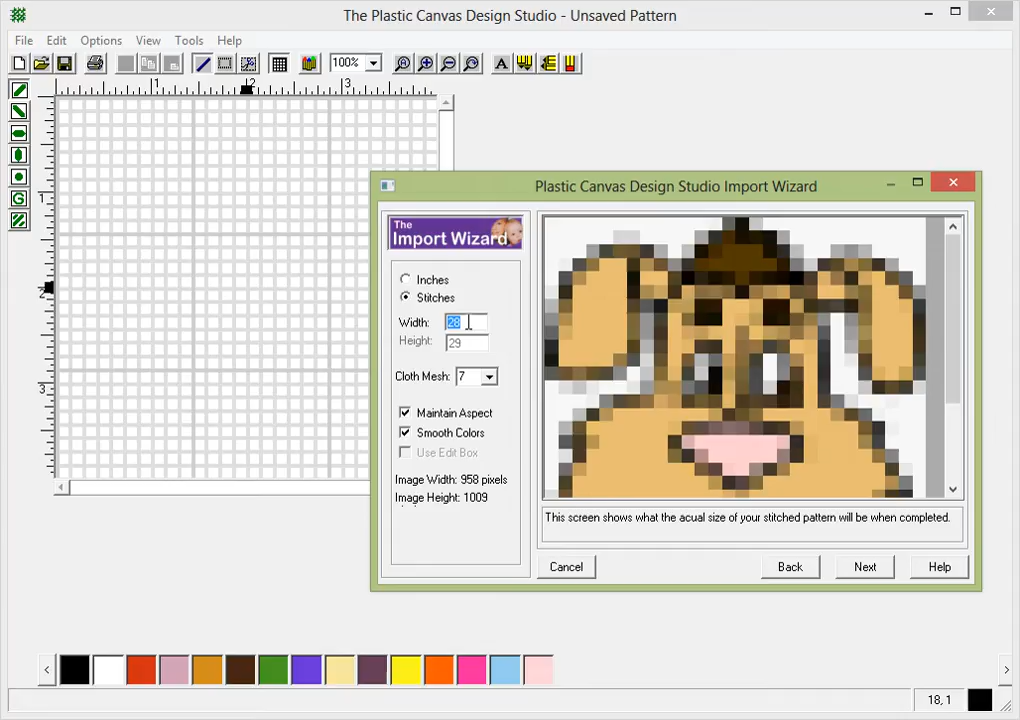 The Plastic Canvas Design Studio - Unsaved Pattern
File Edit Options View Tools Help
100% A
1 2 3
G
1
2
3
Plastic Canvas Design Studio Import Wizard
The
Import Wizard
Inches
Stitches
Width: 28
Height: 29
Cloth Mesh: 7
Maintain Aspect
Smooth Colors
Use Edit Box
Image Width: 958 pixels
Image Height: 1009
This screen shows what the acual size of your stitched pattern will be when completed.
Cancel Back Next Help
18, 1